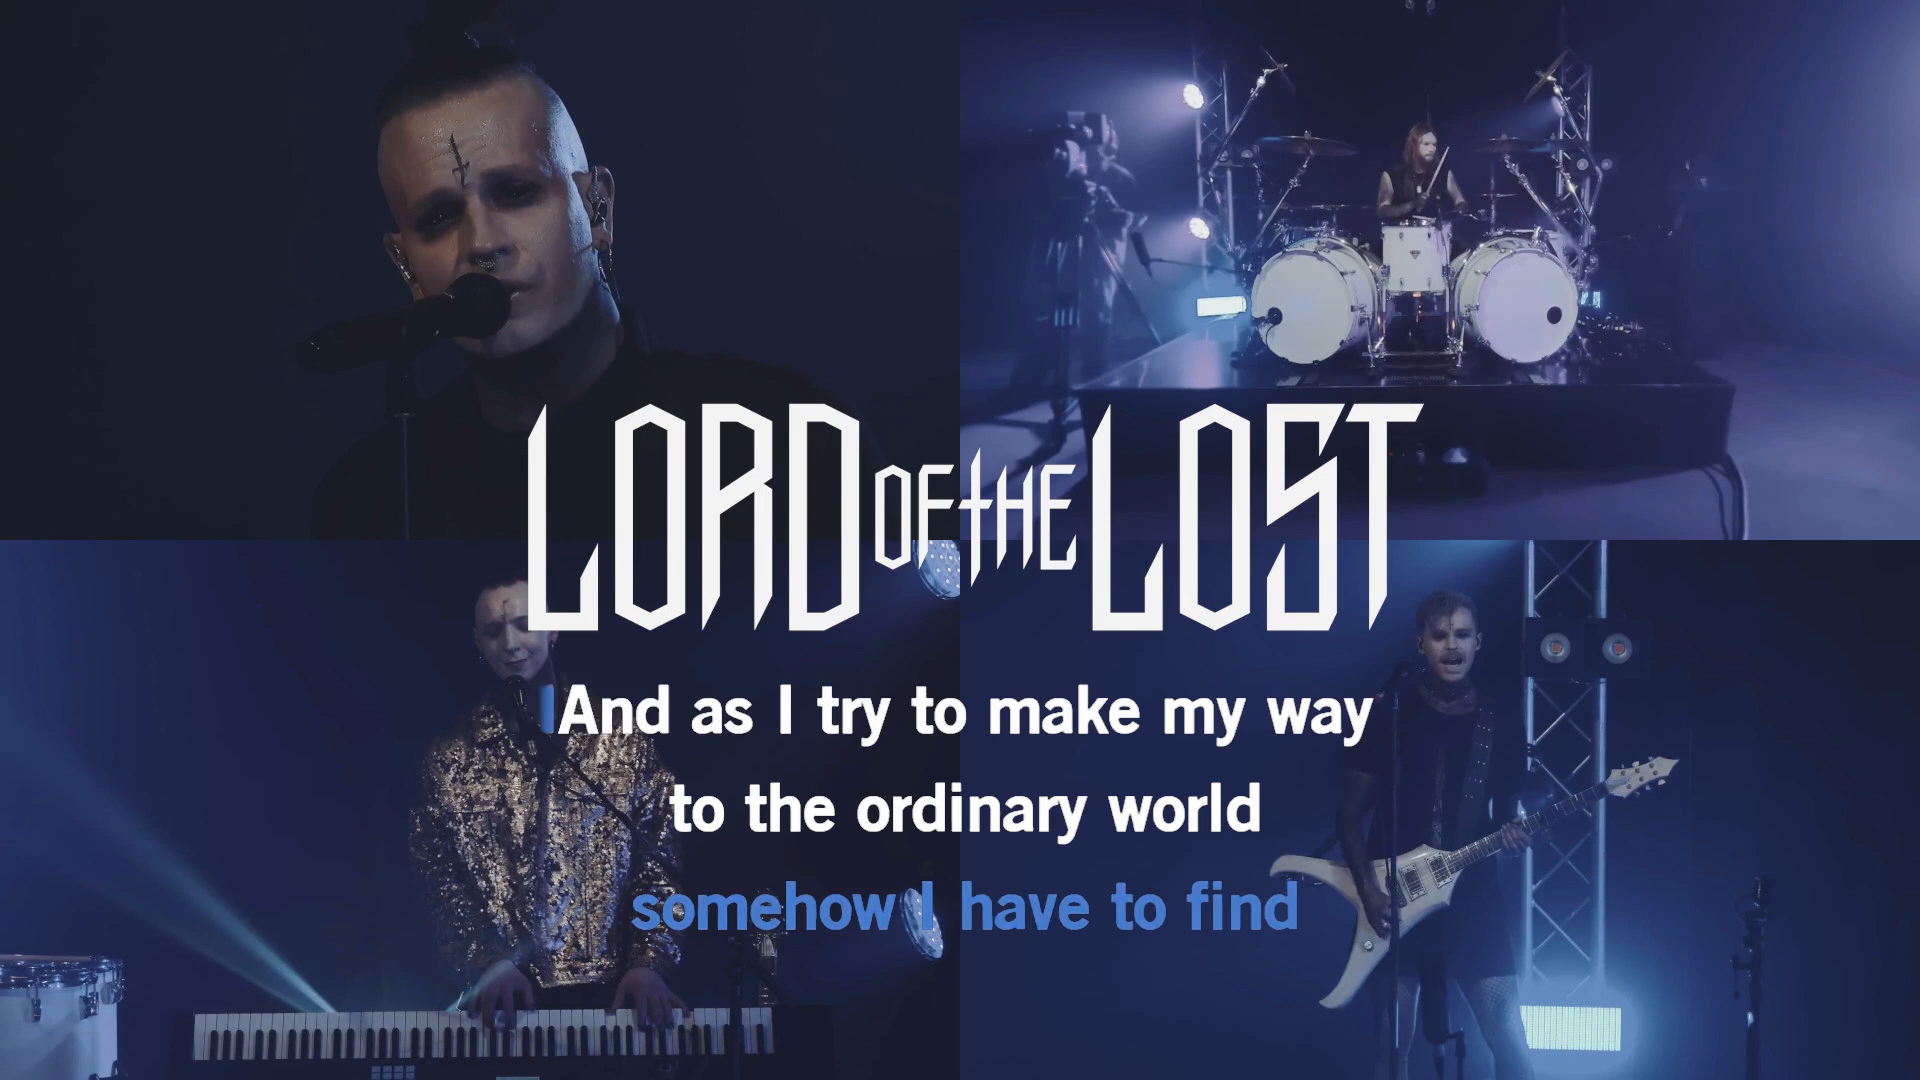 LORD OF THE LOST
And as I try to make my way
to the ordinary world
somehow I have to find